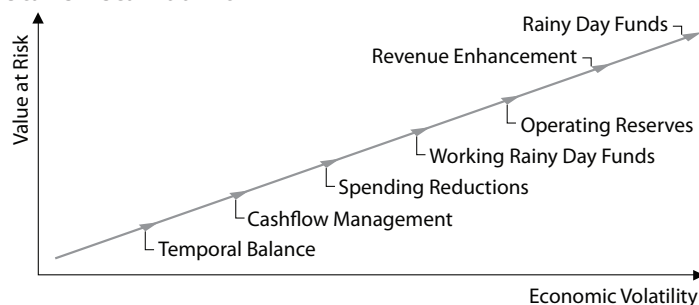 Rainy Day Funds
Revenue Enhancement
Operating Reserves
Working Rainy Day Funds
Spending Reductions
Cashflow Management
Temporal Balance
Value at Risk
Economic Volatility